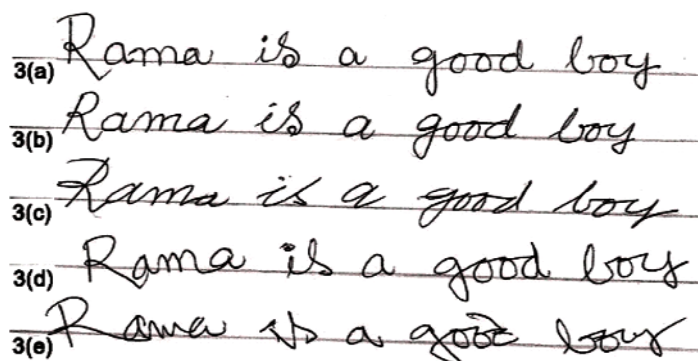 3(a) Rama is a good boy
3(b) Rama is a good boy
3(c) Rama is a good boy
3(d) Rama is a good boy
3(e) Rama is a good boy